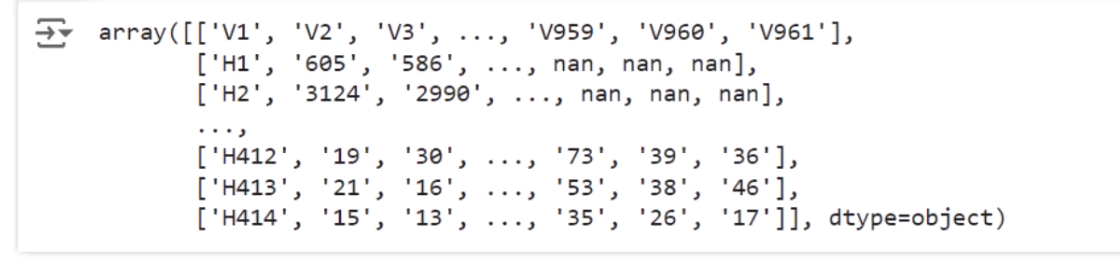 array([['V1', 'V2', 'V3', ..., 'V959', 'V960', 'V961'],
['H1', '605', '586', ..., nan, nan, nan],
['H2', '3124', '2990', ..., nan, nan, nan],
...,
['H412', '19', '30', ..., '73', '39', '36'],
['H413', '21', '16', ..., '53', '38', '46'],
['H414', '15', '13', ..., '35', '26', '17']], dtype=object)